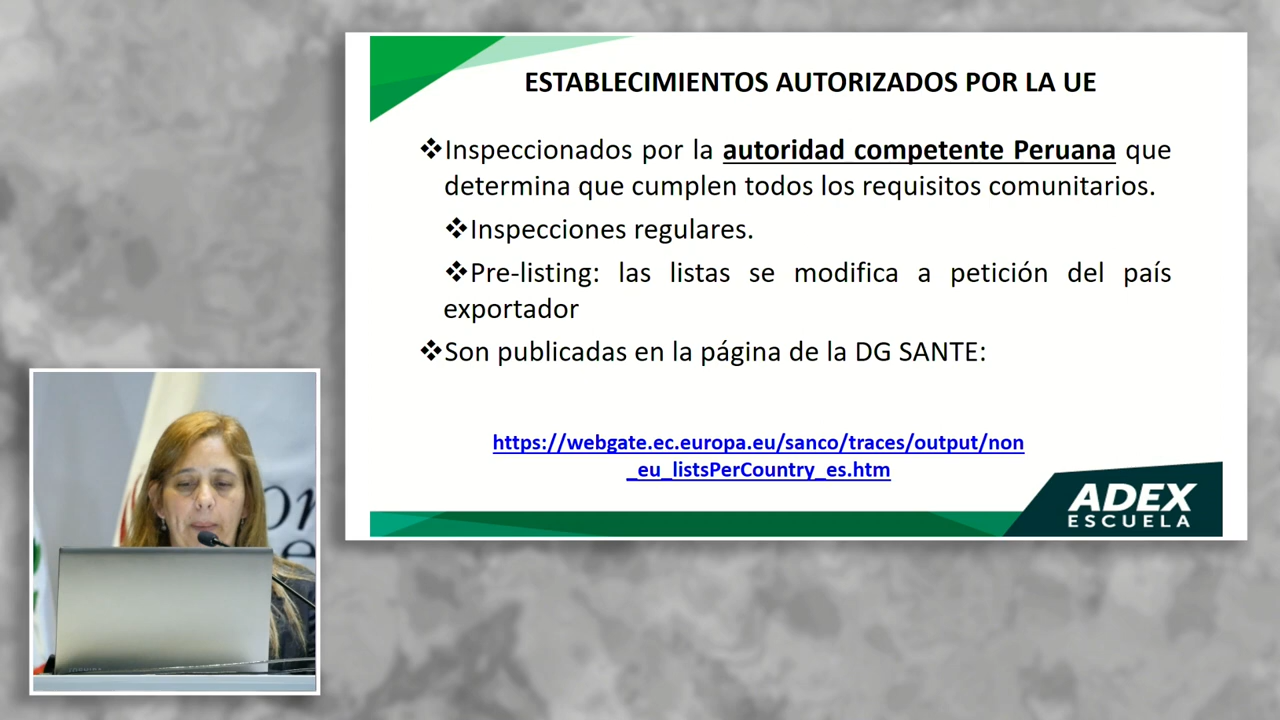 ESTABLECIMIENTOS AUTORIZADOS POR LA UE
❖Inspeccionados por la autoridad competente Peruana que
determina que cumplen todos los requisitos comunitarios.
❖Inspecciones regulares.
❖Pre-listing: las listas se modifica a petición del país
exportador
❖Son publicadas en la página de la DG SANTE:
https://webgate.ec.europa.eu/sanco/traces/output/non
_eu_listsPerCountry_es.htm
ADEX
ESCUELA